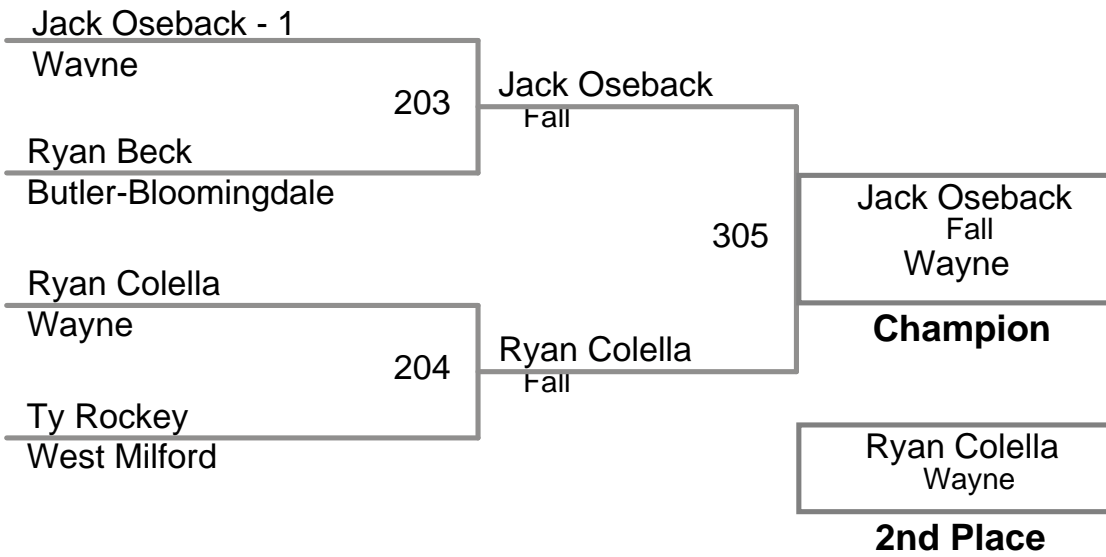 Jack Oseback - 1
Wayne
203
Ryan Beck
Butler-Bloomingdale
Ryan Colella
Wayne
204
Ty Rockey
West Milford
Jack Oseback
Fall
305
Ryan Colella
Fall
Jack Oseback
Fall
Wayne
Champion
Ryan Colella
Wayne
2nd Place